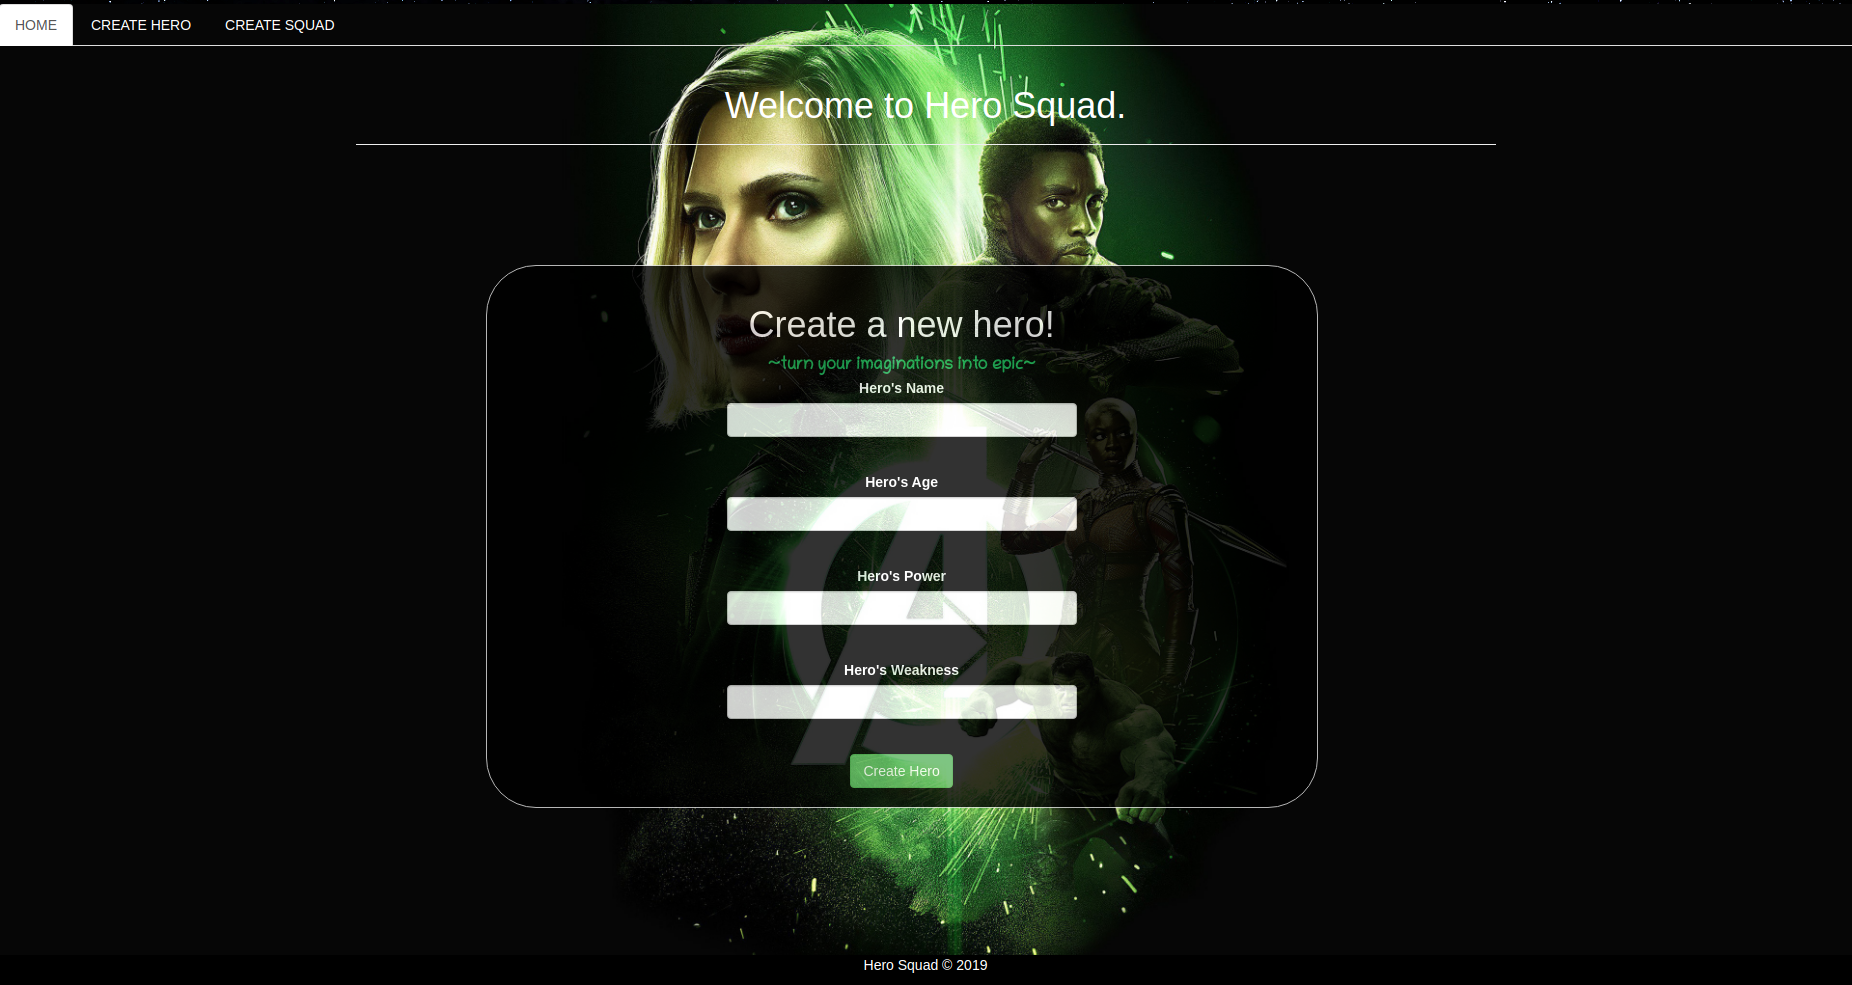 HOME CREATE HERO CREATE SQUAD
Welcome to Hero Squad.
Create a new hero!
~turn your imaginations into epic~
Hero's Name
Hero's Age
Hero's Power
Hero's Weakness
Create Hero
Hero Squad © 2019